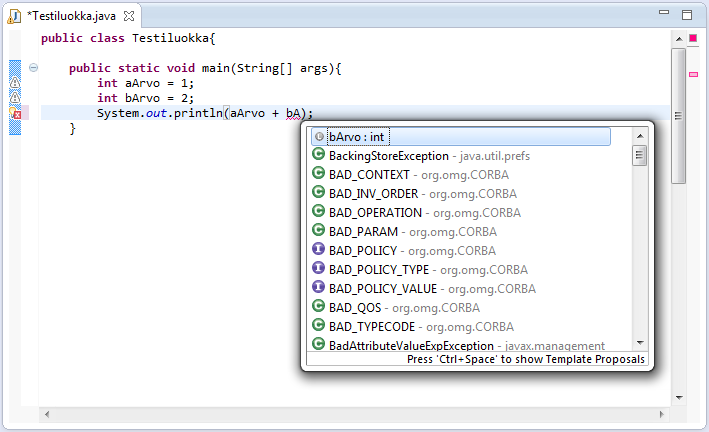 *Testiluokka.java
public class Testiluokka{
public static void main(String[] args){
int aArvo = 1;
int bArvo = 2;
System.out.println(aArvo + bA);
}
bArvo : int
BackingStoreException - java.util.prefs
BAD_CONTEXT - org.omg.CORBA
BAD_INV_ORDER - org.omg.CORBA
BAD_OPERATION - org.omg.CORBA
BAD_PARAM - org.omg.CORBA
BAD_POLICY - org.omg.CORBA
BAD_POLICY_TYPE - org.omg.CORBA
BAD_POLICY_VALUE - org.omg.CORBA
BAD_QOS - org.omg.CORBA
BAD_TYPECODE - org.omg.CORBA
BadAttributeValueExpException - javax.management
Press 'Ctrl+Space' to show Template Proposals